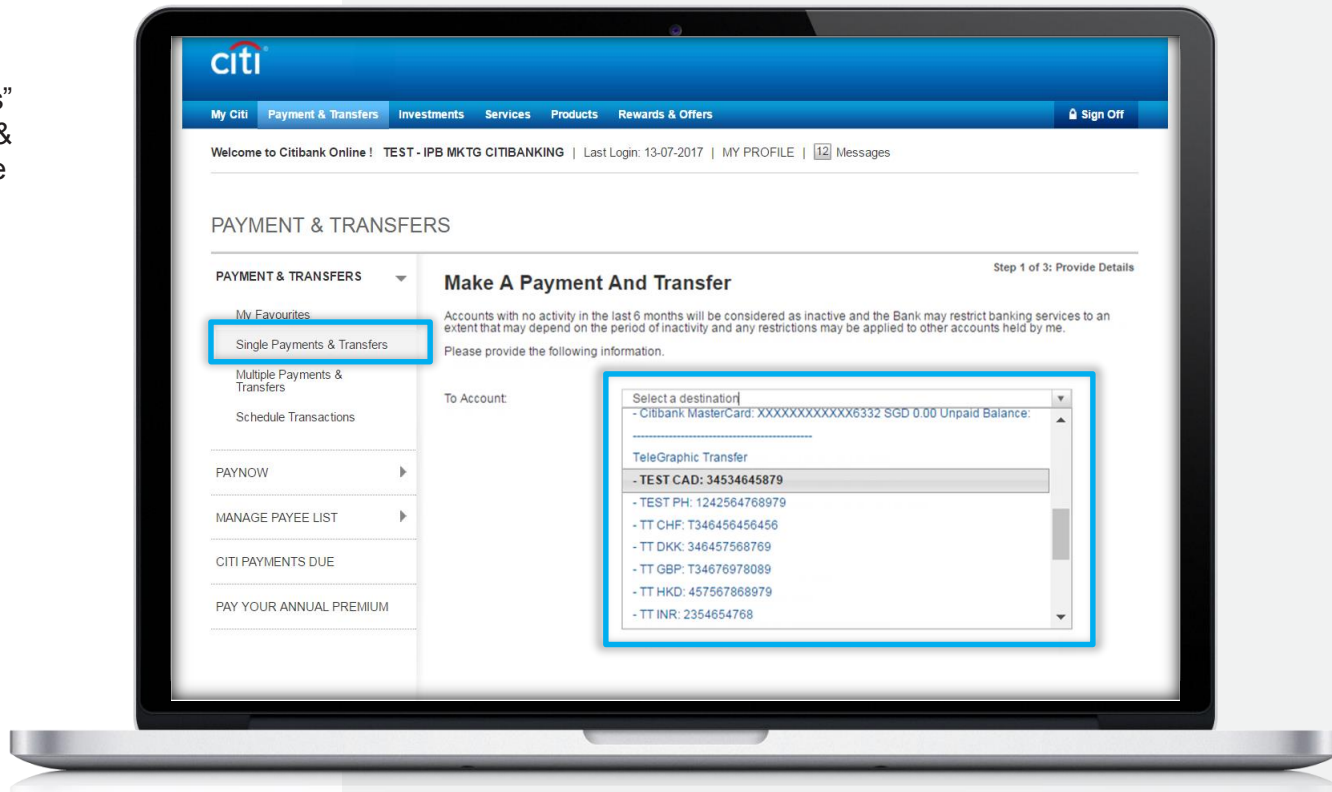 s”
&
e
citi
My Citi Payment & Transfers Investments Services Products Rewards & Offers Sign Off
Welcome to Citibank Online ! TEST - IPB MKTG CITIBANKING | Last Login: 13-07-2017 | MY PROFILE | 12 Messages
PAYMENT & TRANSFERS
PAYMENT & TRANSFERS
My Favourites
Single Payments & Transfers
Multiple Payments &
Transfers
Schedule Transactions
PAYNOW
MANAGE PAYEE LIST
CITI PAYMENTS DUE
PAY YOUR ANNUAL PREMIUM
Step 1 of 3: Provide Details
Make A Payment And Transfer
Accounts with no activity in the last 6 months will be considered as inactive and the Bank may restrict banking services to an
extent that may depend on the period of inactivity and any restrictions may be applied to other accounts held by me.
Please provide the following information.
To Account:
Select a destination
- Citibank MasterCard: XXXXXXXXXXXX6332 SGD 0.00 Unpaid Balance:
--------------------------------------------
TeleGraphic Transfer
- TEST CAD: 34534645879
- TEST PH: 1242564768979
- TT CHF: T346456456456
- TT DKK: 346457568769
- TT GBP: T34676978089
- TT HKD: 457567868979
- TT INR: 2354654768